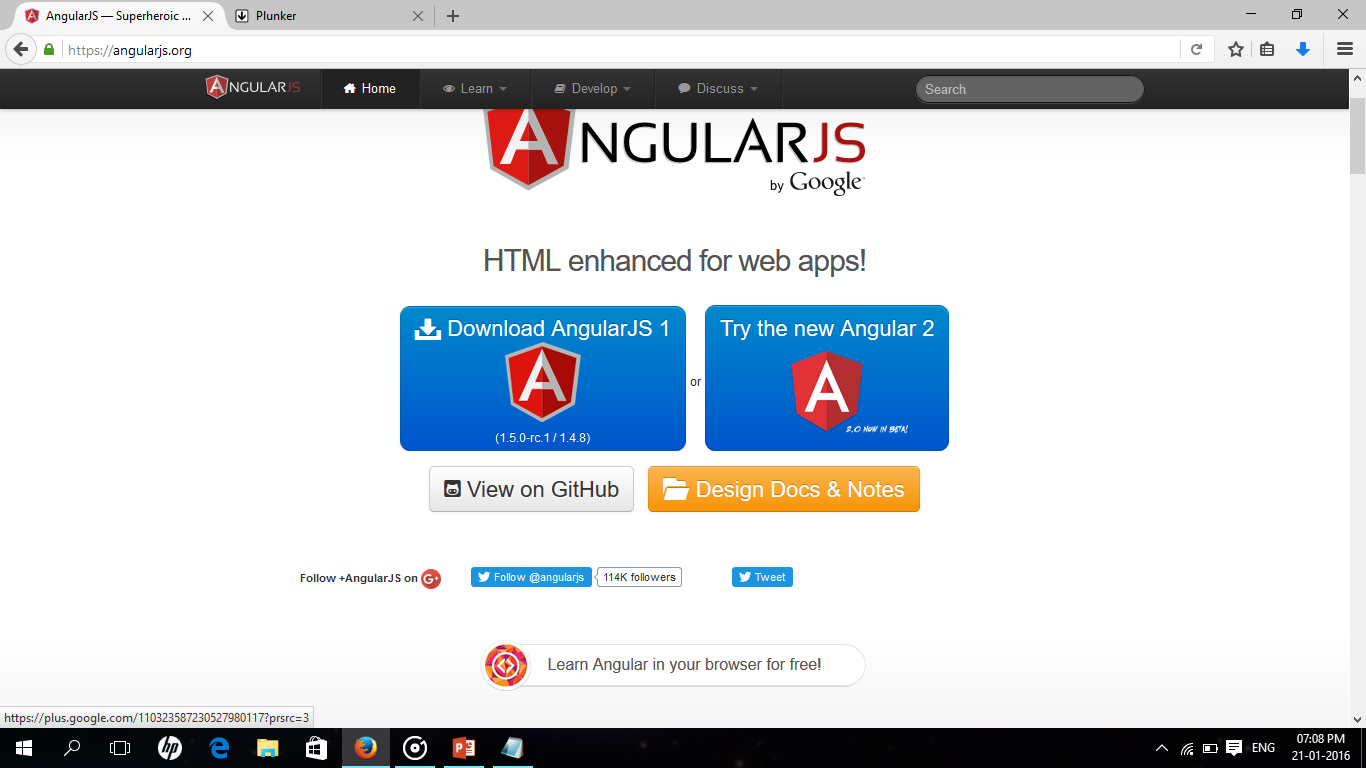 AngularJS — Superheroic ...
Plunker
https://angularjs.org
ANGULARJS
Home
Learn
Develop
Discuss
Search
ANGULARJS
by Google™
HTML enhanced for web apps!
Download AngularJS 1
(1.5.0-rc.1 / 1.4.8)
or
Try the new Angular 2
2.0 NOW IN BETA!
View on GitHub
Design Docs & Notes
Follow +AngularJS on G+
Follow @angularjs
114K followers
Tweet
Learn Angular in your browser for free!
https://plus.google.com/110323587230527980117?prsrc=3
hp
ENG
07:08 PM
21-01-2016